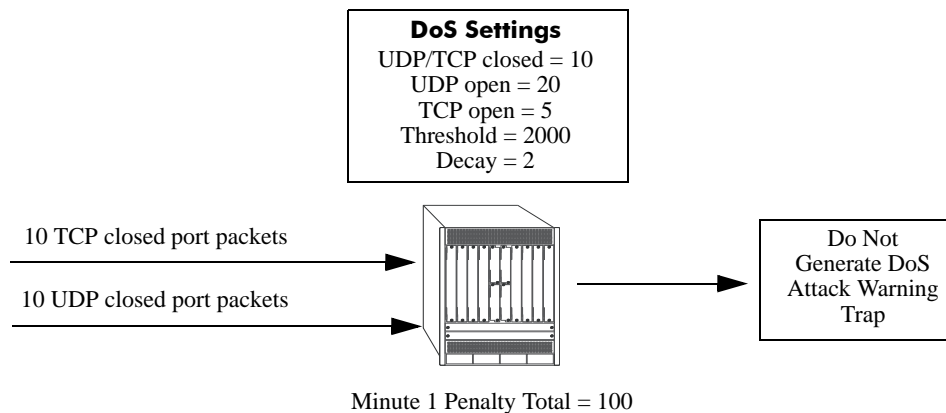 DoS Settings
UDP/TCP closed = 10
UDP open = 20
TCP open = 5
Threshold = 2000
Decay = 2
10 TCP closed port packets
10 UDP closed port packets
Do Not
Generate DoS
Attack Warning
Trap
Minute 1 Penalty Total = 100